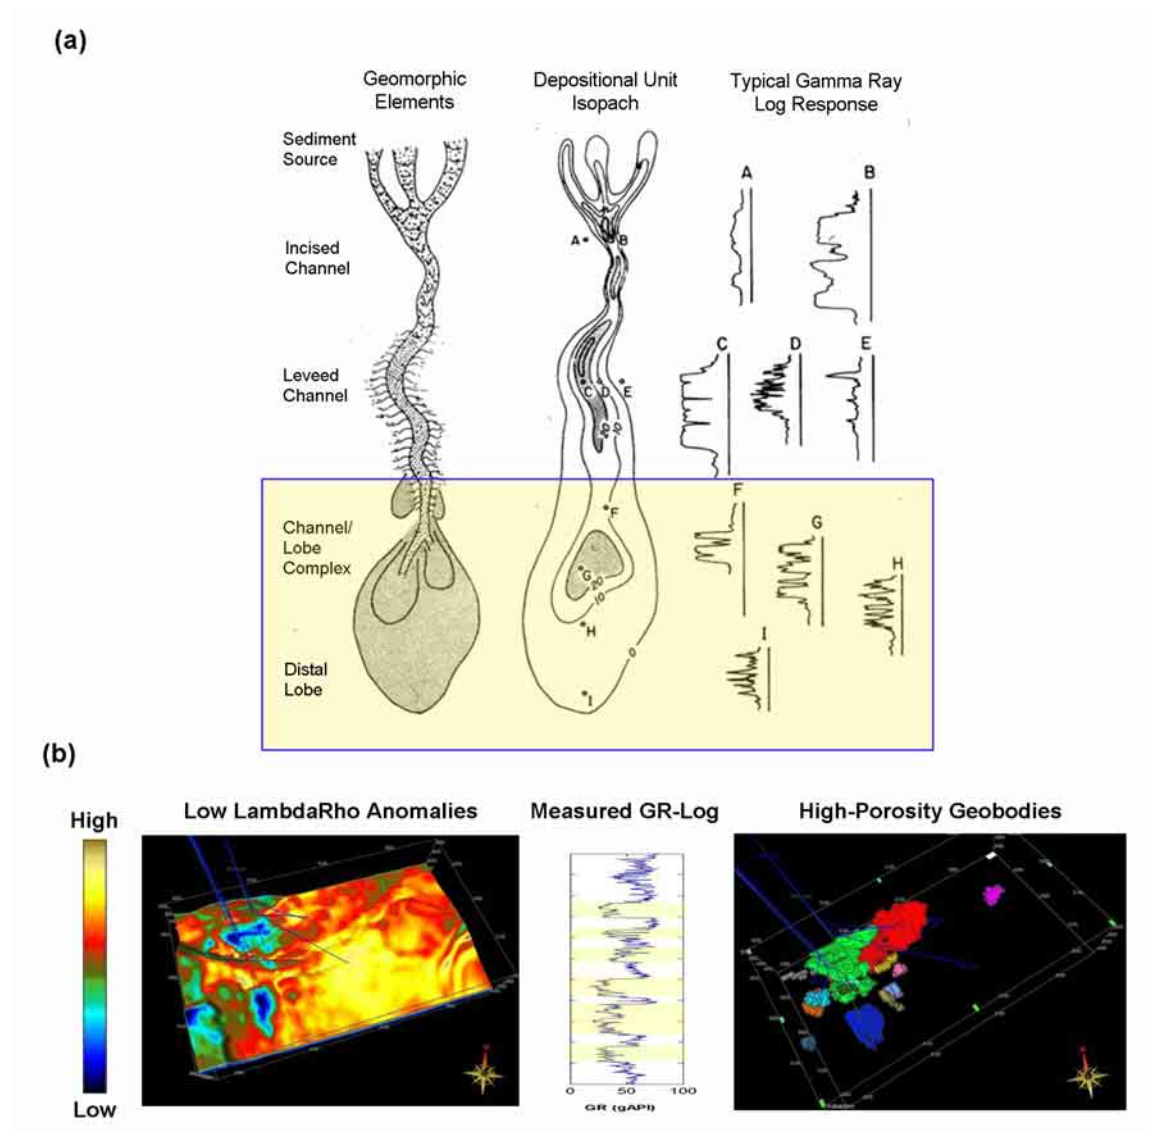 (a)
Geomorphic
Elements
Depositional Unit
Isopach
Typical Gamma Ray
Log Response
Sediment
Source
A
B
A
B
Incised
Channel
C
D
E
Leveed
Channel
C
D
E
20
10
F
F
Channel/
Lobe
Complex
G
G
20
10
H
H
I
0
Distal
Lobe
I
(b)
High
Low
Low LambdaRho Anomalies
Measured GR-Log
0 50 100
GR (gAPI)
High-Porosity Geobodies